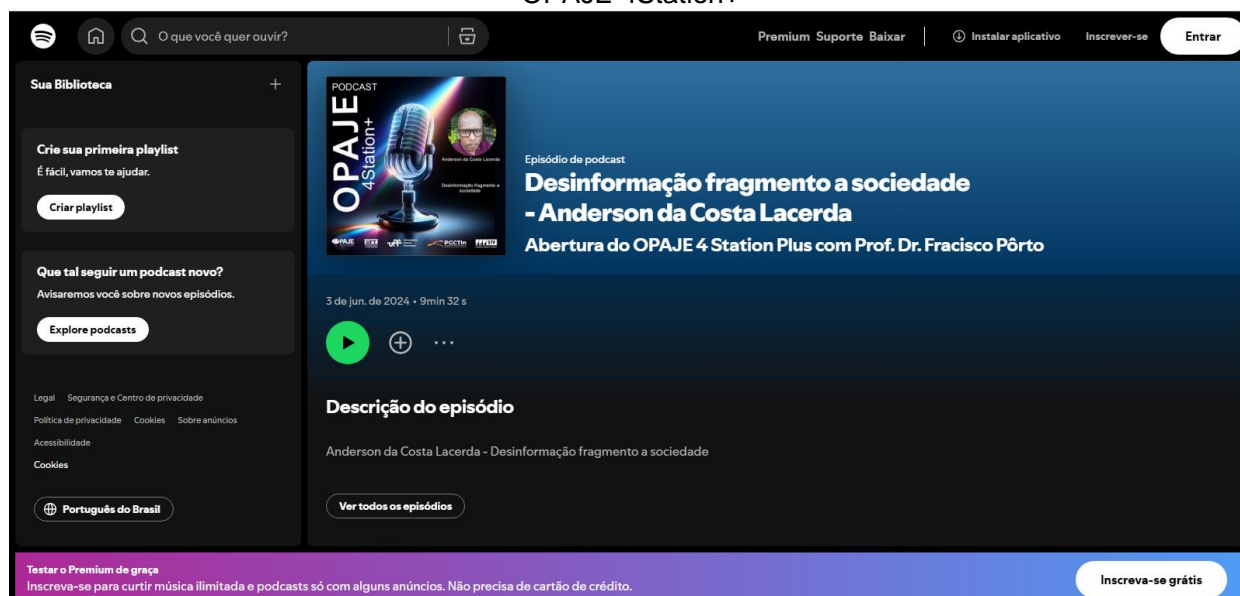 OPAJE 4Station+
O que você quer ouvir?
Premium Suporte Baixar
Instalar aplicativo
Inscrever-se
Entrar
Sua Biblioteca
Crie sua primeira playlist
É fácil, vamos te ajudar.
Criar playlist
Que tal seguir um podcast novo?
Avisaremos você sobre novos episódios.
Explore podcasts
Legal Segurança e Centro de privacidade
Política de privacidade Cookies Sobre anúncios
Acessibilidade
Cookies
Português do Brasil
PODCAST
OPAJE
4Station+
Anderson da Costa Lacerda
Desinformação fragmento a
sociedade
OPAJE
uff
PGCTIn
Episódio de podcast
Desinformação fragmento a sociedade
- Anderson da Costa Lacerda
Abertura do OPAJE 4 Station Plus com Prof. Dr. Fracisco Pôrto
3 de jun. de 2024 • 9min 32 s
Descrição do episódio
Anderson da Costa Lacerda - Desinformação fragmento a sociedade
Ver todos os episódios
Testar o Premium de graça
Inscreva-se para curtir música ilimitada e podcasts só com alguns anúncios. Não precisa de cartão de crédito.
Inscreva-se grátis